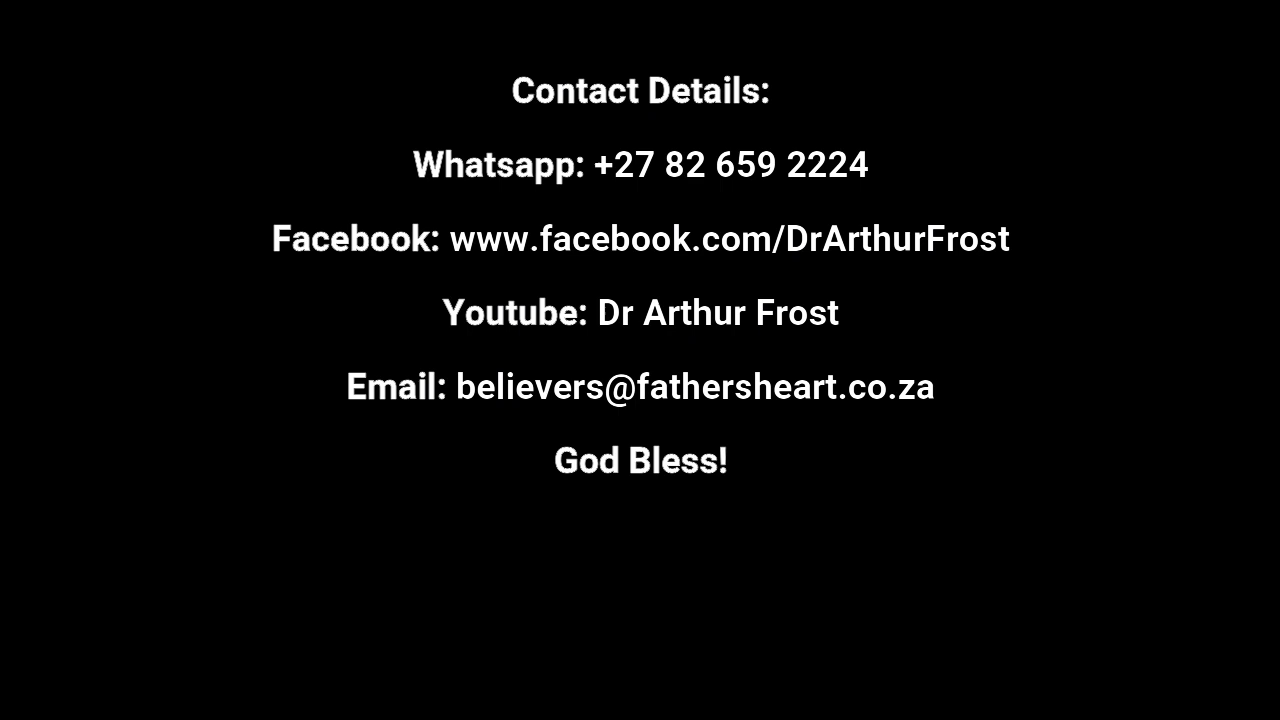 Contact Details:
Whatsapp: +27 82 659 2224
Facebook: www.facebook.com/DrArthurFrost
Youtube: Dr Arthur Frost
Email: believers@fathersheart.co.za
God Bless!